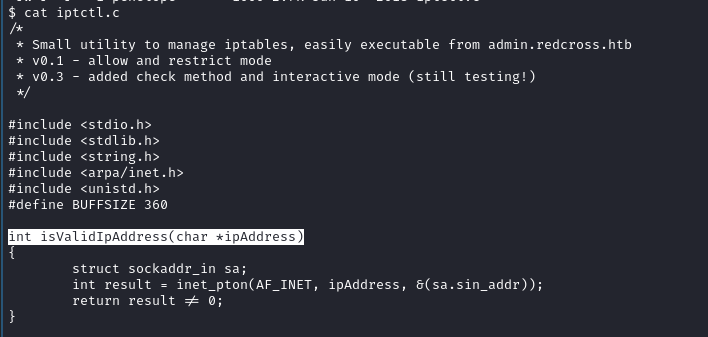 $ cat iptctl.c
/*
 * Small utility to manage iptables, easily executable from admin.redcross.htb
 * v0.1 - allow and restrict mode
 * v0.3 - added check method and interactive mode (still testing!)
 */
#include <stdio.h>
#include <stdlib.h>
#include <string.h>
#include <arpa/inet.h>
#include <unistd.h>
#define BUFFSIZE 360
int isValidIpAddress(char *ipAddress)
{
        struct sockaddr_in sa;
        int result = inet_pton(AF_INET, ipAddress, &(sa.sin_addr));
        return result != 0;
}